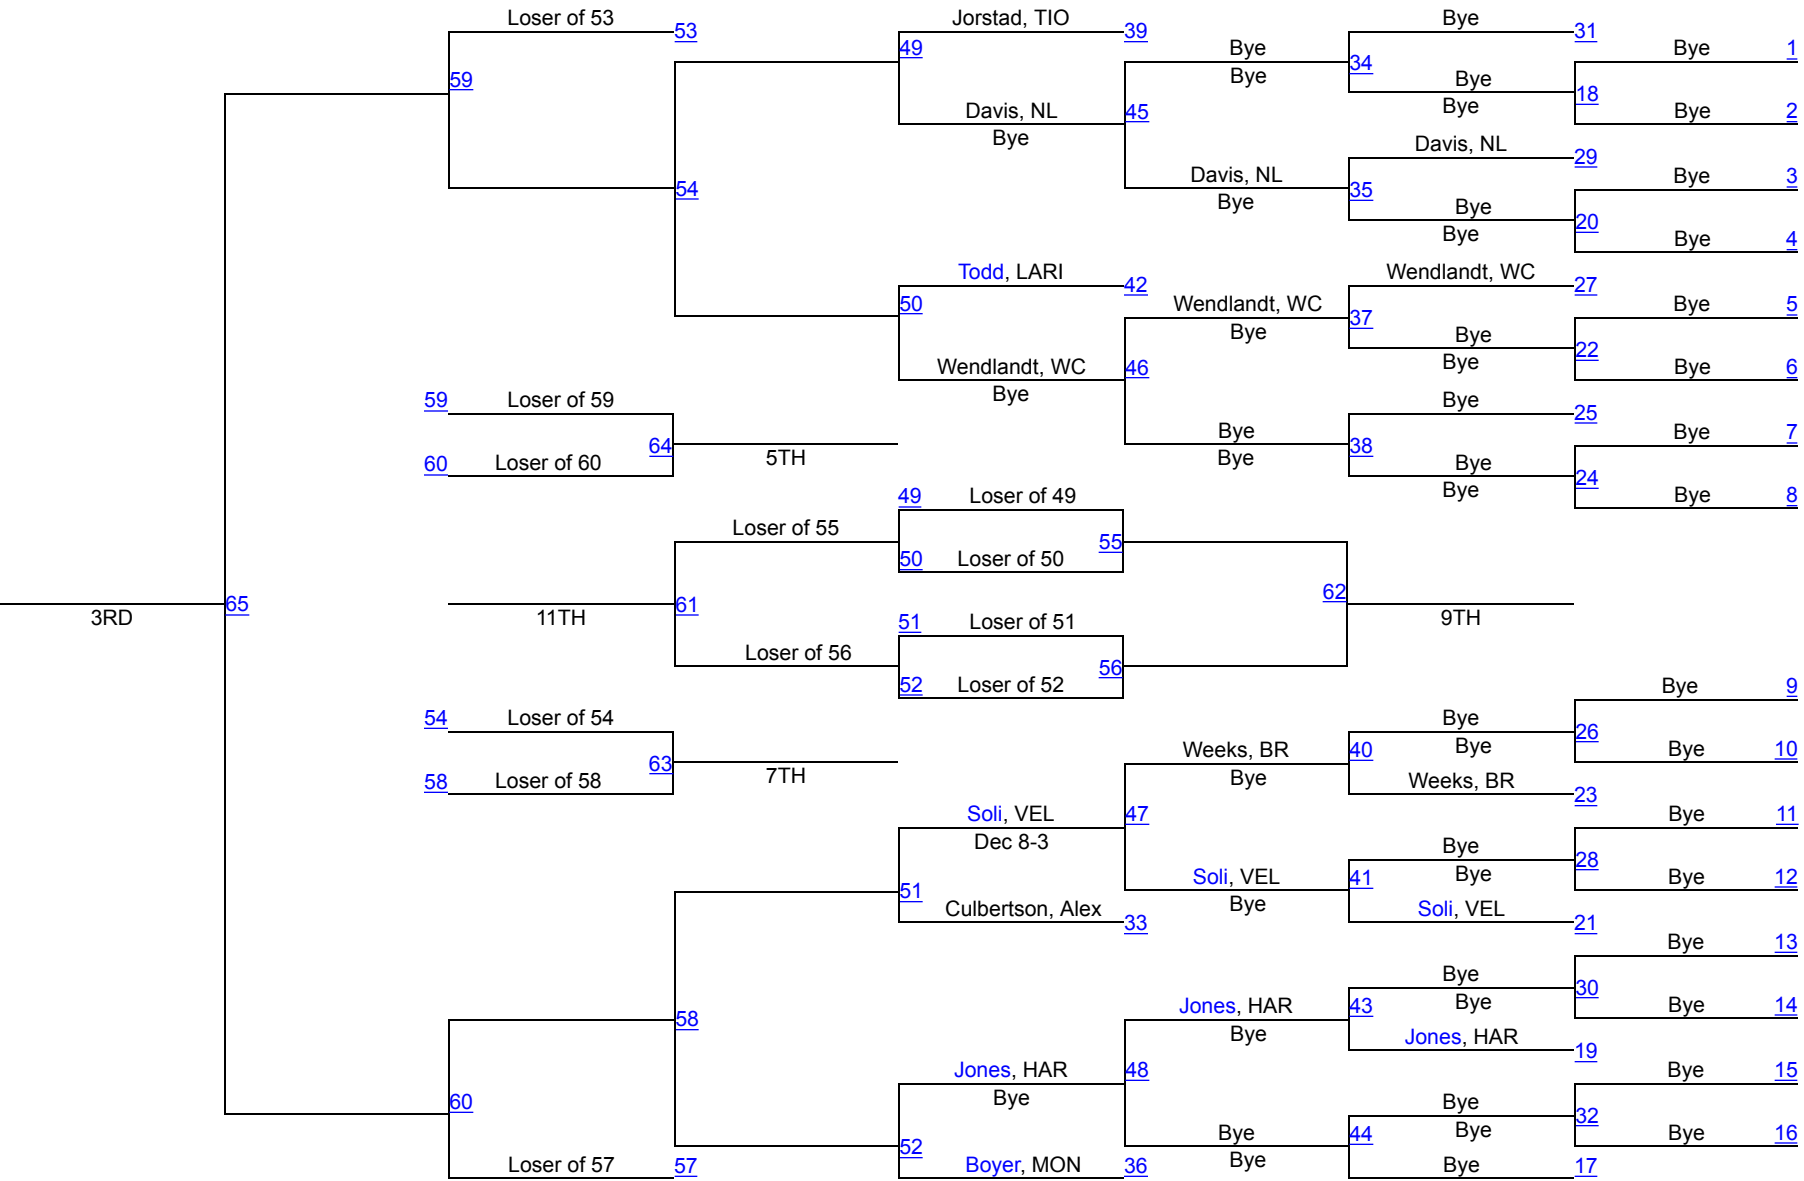 Loser of 53
53
Jorstad, TIO
39
Bye
31
49
Bye
Bye
1
59
Bye
34
Bye
18
Davis, NL
45
Bye
Bye
2
Bye
Davis, NL
29
Davis, NL
Bye
3
54
Bye
35
Bye
20
Bye
Bye
4
Todd, LARI
42
Wendlandt, WC
27
50
Wendlandt, WC
37
Bye
5
Bye
Bye
22
Wendlandt, WC
46
Bye
Bye
6
Bye
59
Loser of 59
Bye
25
64
5TH
Bye
38
Bye
7
60
Loser of 60
Bye
Bye
24
49
Loser of 49
Bye
Bye
8
Loser of 55
55
50
Loser of 50
3RD
65
11TH
61
62
9TH
51
Loser of 51
Loser of 56
56
52
Loser of 52
Bye
9
54
Loser of 54
Bye
26
63
7TH
Weeks, BR
40
Bye
Bye
10
58
Loser of 58
Bye
Weeks, BR
23
Soli, VEL
47
Bye
11
Dec 8-3
Bye
28
51
Soli, VEL
41
Bye
Bye
12
Culbertson, Alex
33
Bye
Soli, VEL
21
Bye
13
58
Jones, HAR
43
Bye
30
Bye
14
Bye
Bye
Jones, HAR
19
Jones, HAR
48
Bye
15
60
Bye
Bye
32
52
Bye
44
Bye
Bye
16
Loser of 57
57
Boyer, MON
36
Bye
Bye
17